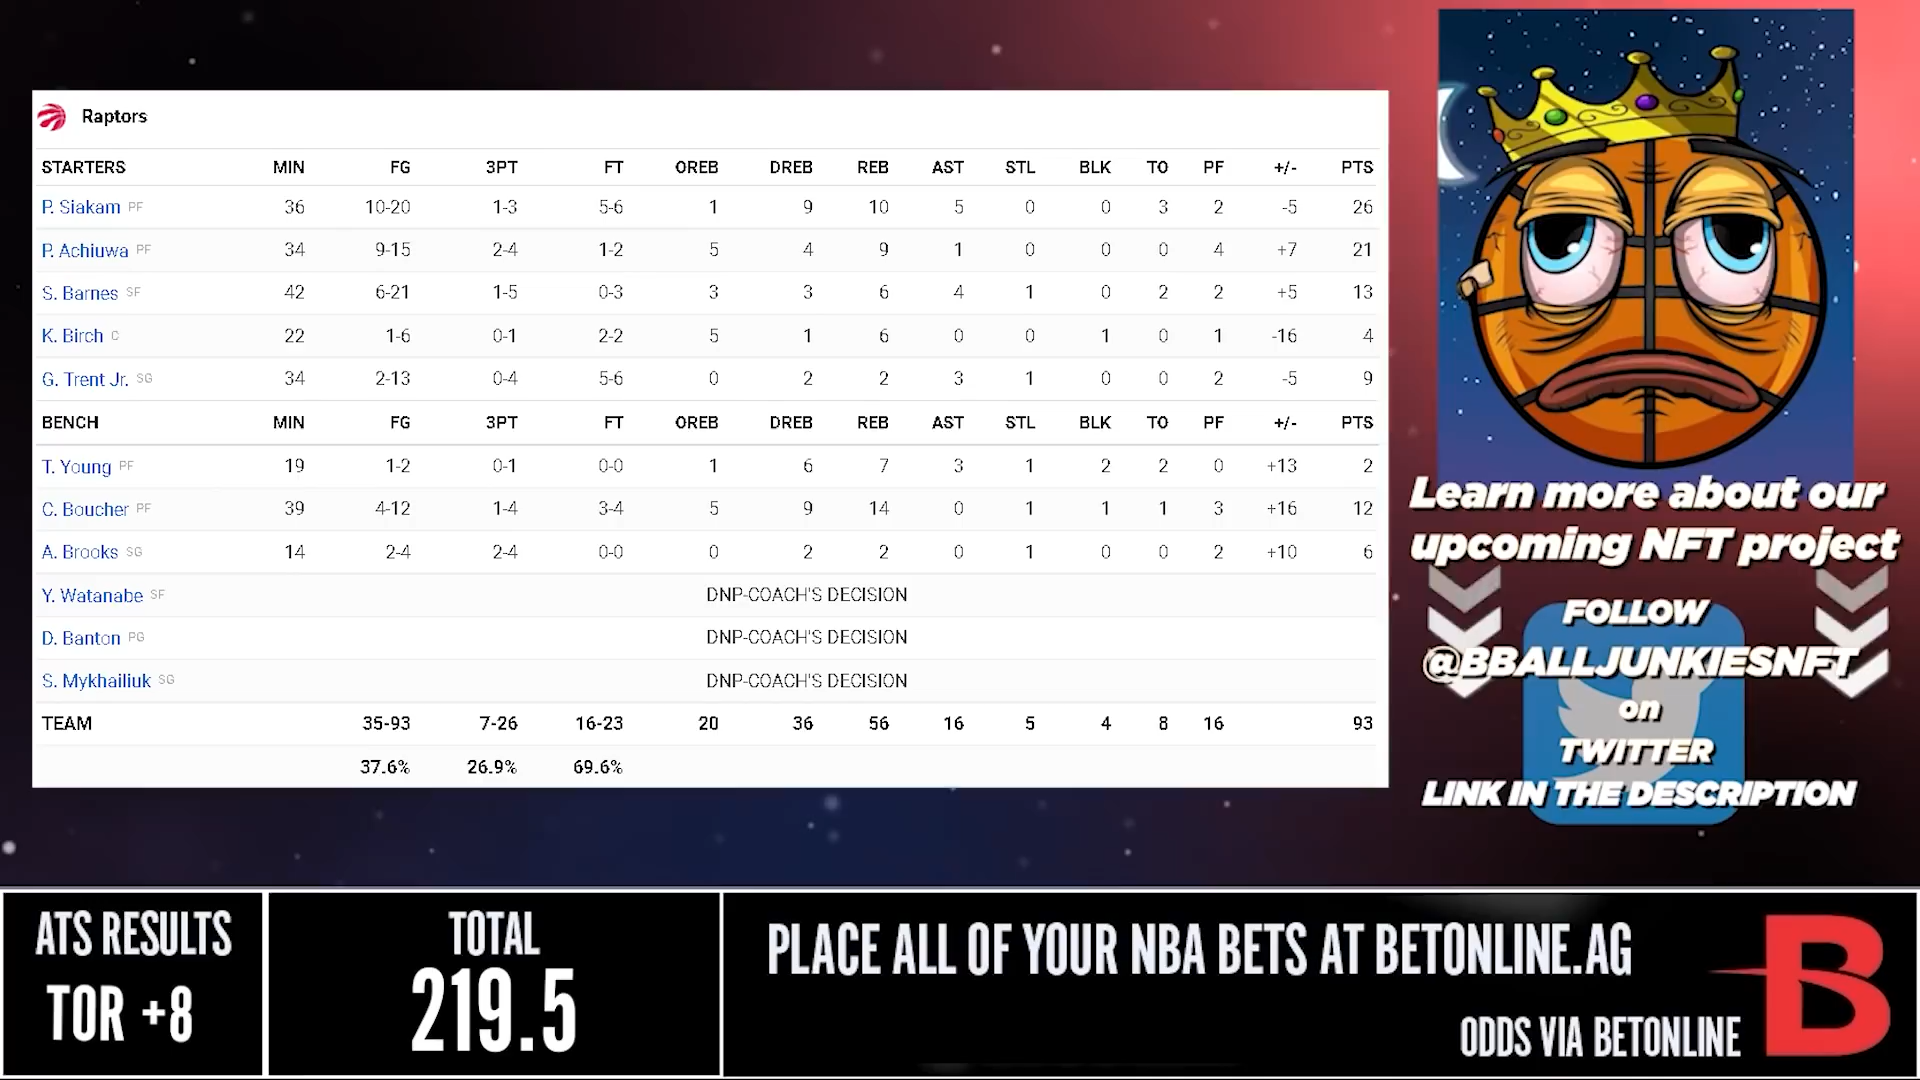 Raptors
STARTERS MIN FG 3PT FT OREB DREB REB AST STL BLK TO PF +/- PTS
P. Siakam PF 36 10-20 1-3 5-6 1 9 10 5 0 0 3 2 -5 26
P. Achiuwa PF 34 9-15 2-4 1-2 5 4 9 1 0 0 0 4 +7 21
S. Barnes SF 42 6-21 1-5 0-3 3 3 6 4 1 0 2 2 +5 13
K. Birch C 22 1-6 0-1 2-2 5 1 6 0 0 1 0 1 -16 4
G. Trent Jr. SG 34 2-13 0-4 5-6 0 2 2 3 1 0 0 2 -5 9
BENCH MIN FG 3PT FT OREB DREB REB AST STL BLK TO PF +/- PTS
T. Young PF 19 1-2 0-1 0-0 1 6 7 3 1 2 2 0 +13 2
C. Boucher PF 39 4-12 1-4 3-4 5 9 14 0 1 1 1 3 +16 12
A. Brooks SG 14 2-4 2-4 0-0 0 2 2 0 1 0 0 2 +10 6
Y. Watanabe SF DNP-COACH'S DECISION
D. Banton PG DNP-COACH'S DECISION
S. Mykhailiuk SG DNP-COACH'S DECISION
TEAM 35-93 7-26 16-23 20 36 56 16 5 4 8 16 93
37.6% 26.9% 69.6%
Learn more about our
upcoming NFT project
FOLLOW
@BBALLJUNKIESNFT
on
TWITTER
LINK IN THE DESCRIPTION
ATS RESULTS
TOR +8
TOTAL
219.5
PLACE ALL OF YOUR NBA BETS AT BETONLINE.AG
ODDS VIA BETONLINE
B